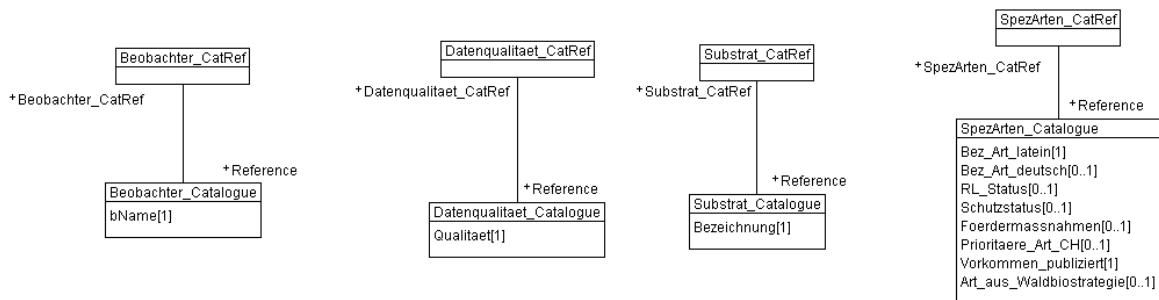 Beobachter_CatRef
+Beobachter_CatRef
+Reference
Beobachter_Catalogue
bName[1]
Datenqualitaet_CatRef
+Datenqualitaet_CatRef
+Reference
Datenqualitaet_Catalogue
Qualitaet[1]
Substrat_CatRef
+Substrat_CatRef
+Reference
Substrat_Catalogue
Bezeichnung[1]
SpezArten_CatRef
+SpezArten_CatRef
+Reference
SpezArten_Catalogue
Bez_Art_latein[1]
Bez_Art_deutsch[0..1]
RL_Status[0..1]
Schutzstatus[0..1]
Foerdermassnahmen[0..1]
Prioritaere_Art_CH[0..1]
Vorkommen_publiziert[1]
Art_aus_Waldbiostrategie[0..1]